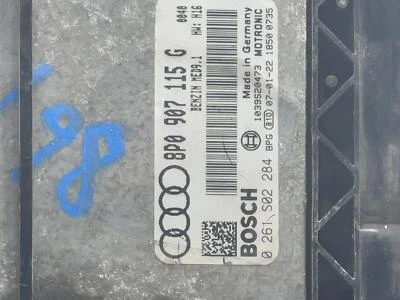 8P0 907 115 G
0040
BENZIN MED9.1
HW: H16
Made in Germany
1039S20473 MOTRONIC
BPG 810 07-01-22 1850 0735
BOSCH
0 261 S02 284